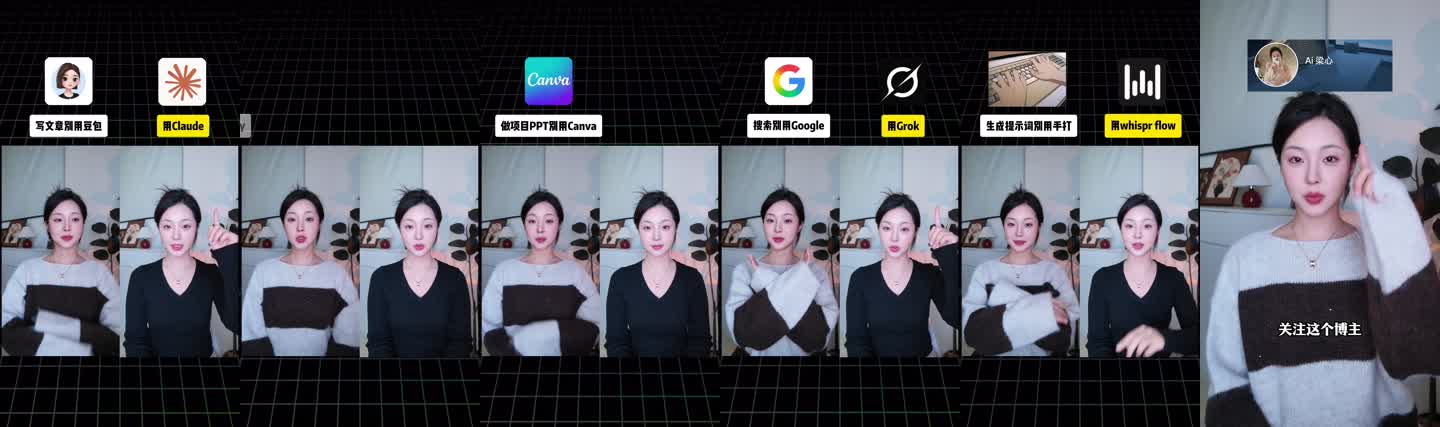 写文章别用豆包
用Claude
y
Canva
做项目PPT别用Canva
搜索别用Google
用Grok
生成提示词别用手打
用whispr flow
Ai 梁心
关注这个博主